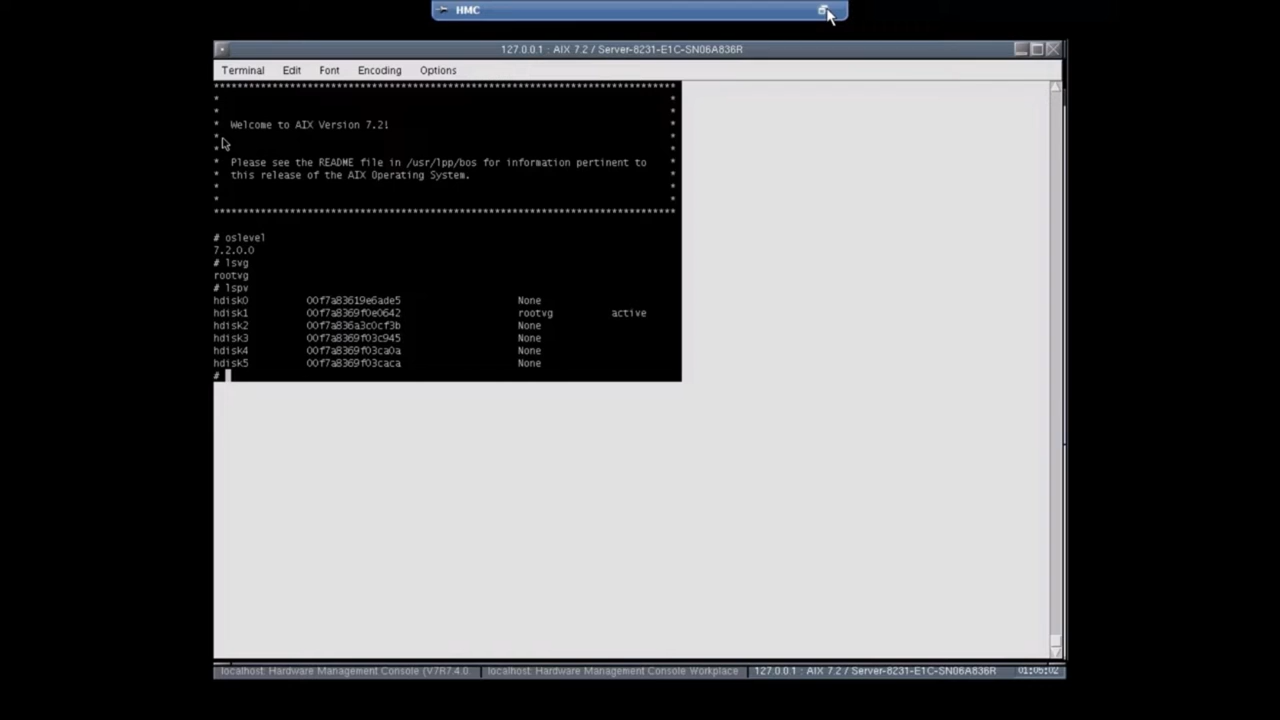 HMC
127.0.0.1 : AIX 7.2 / Server-8231-E1C-SN06A836R
Terminal Edit Font Encoding Options
*******************************************************************************
* *
* *
* Welcome to AIX Version 7.2! *
* *
* *
* Please see the README file in /usr/lpp/bos for information pertinent to *
* this release of the AIX Operating System. *
* *
* *
*******************************************************************************
# oslevel
7.2.0.0
# lsvg
rootvg
# lspv
hdisk0 00f7a83619e6ade5 None
hdisk1 00f7a8369f0e0642 rootvg active
hdisk2 00f7a836a3c0cf3b None
hdisk3 00f7a8369f03c945 None
hdisk4 00f7a8369f03ca0a None
hdisk5 00f7a8369f03caca None
#
localhost: Hardware Management Console (V7R7.4.0 localhost: Hardware Management Console Workplace 127.0.0.1 : AIX 7.2 / Server-8231-E1C-SN06A836R 01:05:02